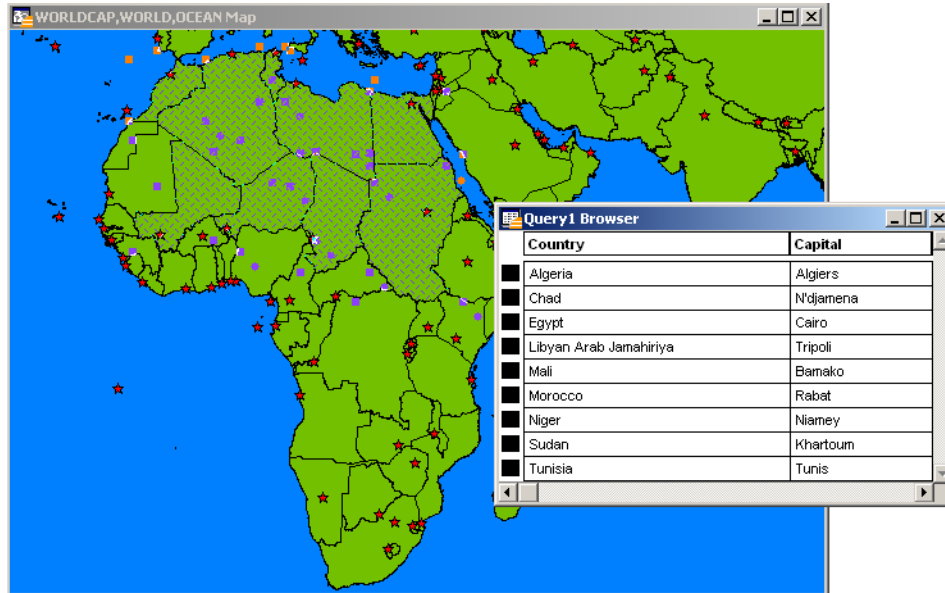 WORLDCAP,WORLD,OCEAN Map
Query1 Browser
Country Capital
Algeria Algiers
Chad N'djamena
Egypt Cairo
Libyan Arab Jamahiriya Tripoli
Mali Bamako
Morocco Rabat
Niger Niamey
Sudan Khartoum
Tunisia Tunis